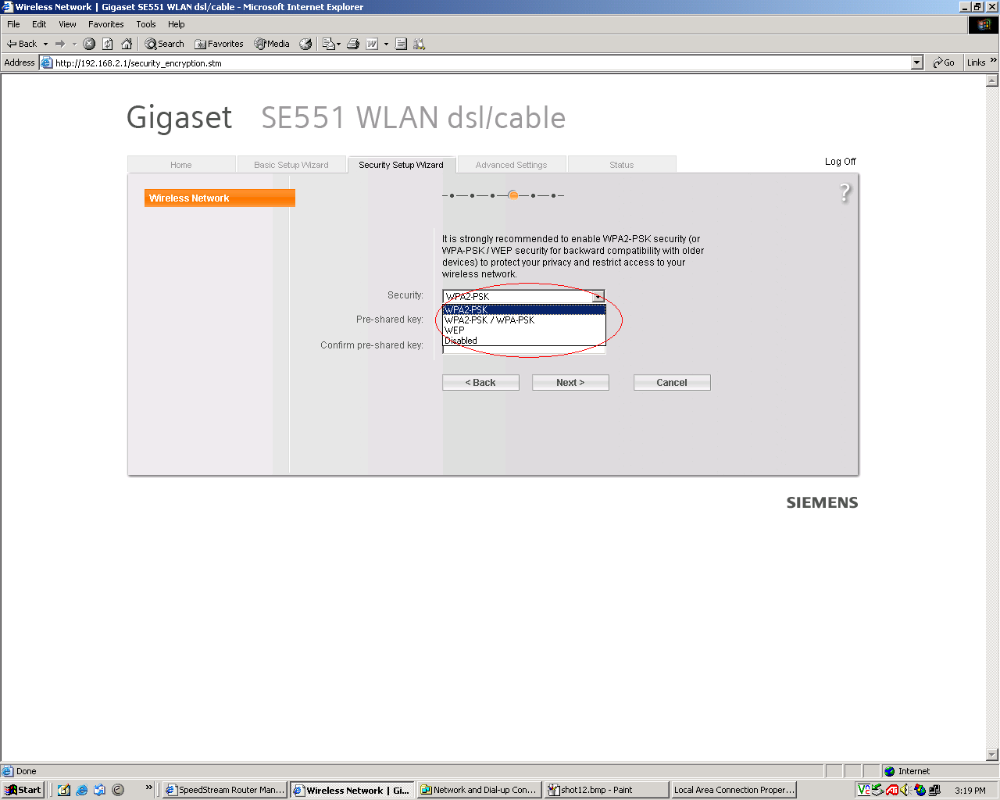 Wireless Network | Gigaset SE551 WLAN dsl/cable - Microsoft Internet Explorer
File Edit View Favorites Tools Help
Back Search Favorites Media
Address http://192.168.2.1/security_encryption.stm Go Links »
Gigaset SE551 WLAN dsl/cable
Home Basic Setup Wizard Security Setup Wizard Advanced Settings Status Log Off
Wireless Network ?
It is strongly recommended to enable WPA2-PSK security (or
WPA-PSK / WEP security for backward compatibility with older
devices) to protect your privacy and restrict access to your
wireless network.
Security: WPA2-PSK
WPA2-PSK
Pre-shared key: WPA2-PSK / WPA-PSK
WEP
Disabled
Confirm pre-shared key:
< Back Next > Cancel
SIEMENS
Done Internet
Start » SpeedStream Router Man... Wireless Network | Gi... Network and Dial-up Con... shot12.bmp - Paint Local Area Connection Proper... 3:19 PM